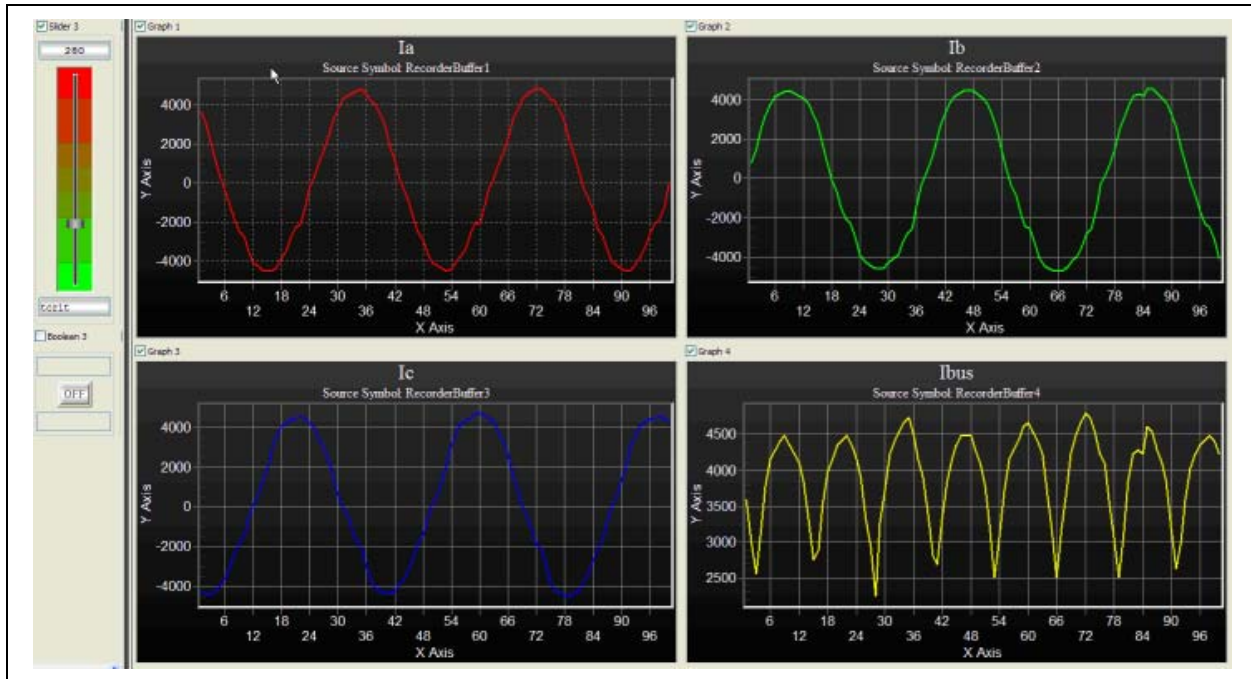 Slider 3
280
tcrit
Boolean 3
OFF
Graph 1
Ia
Source Symbol: RecorderBuffer1
Y Axis
4000
2000
0
-2000
-4000
6 18 30 42 54 66 78 90
12 24 36 48 60 72 84 96
X Axis
Graph 2
Ib
Source Symbol: RecorderBuffer2
Y Axis
4000
2000
0
-2000
-4000
6 18 30 42 54 66 78 90
12 24 36 48 60 72 84 96
X Axis
Graph 3
Ic
Source Symbol: RecorderBuffer3
Y Axis
4000
2000
0
-2000
-4000
6 18 30 42 54 66 78 90
12 24 36 48 60 72 84 96
X Axis
Graph 4
Ibus
Source Symbol: RecorderBuffer4
Y Axis
4500
4000
3500
3000
2500
6 18 30 42 54 66 78 90
12 24 36 48 60 72 84 96
X Axis